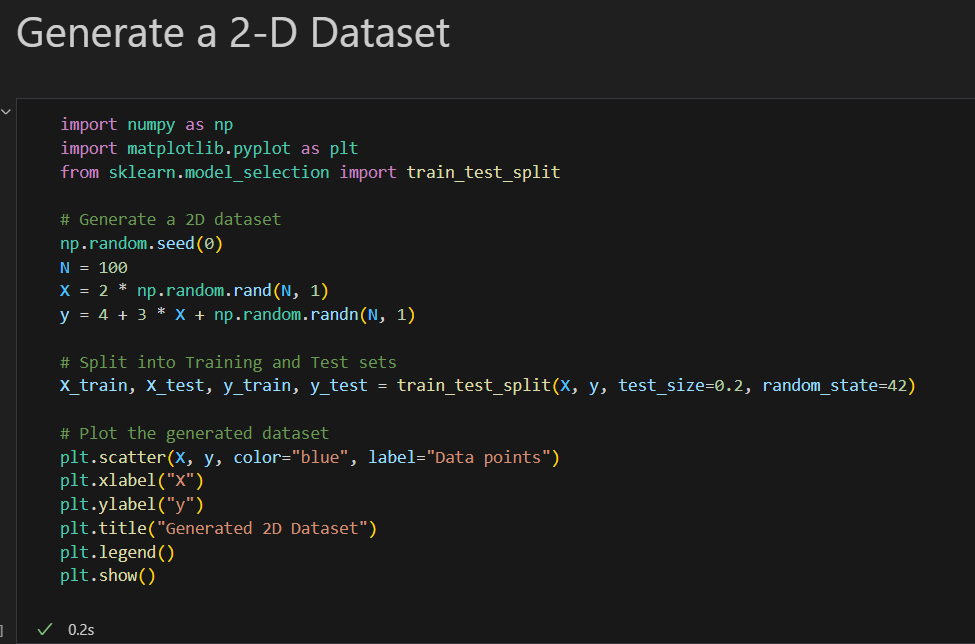 Generate a 2-D Dataset
import numpy as np
import matplotlib.pyplot as plt
from sklearn.model_selection import train_test_split
# Generate a 2D dataset
np.random.seed(0)
N = 100
X = 2 * np.random.rand(N, 1)
y = 4 + 3 * X + np.random.randn(N, 1)
# Split into Training and Test sets
X_train, X_test, y_train, y_test = train_test_split(X, y, test_size=0.2, random_state=42)
# Plot the generated dataset
plt.scatter(X, y, color="blue", label="Data points")
plt.xlabel("X")
plt.ylabel("y")
plt.title("Generated 2D Dataset")
plt.legend()
plt.show()
] 0.2s